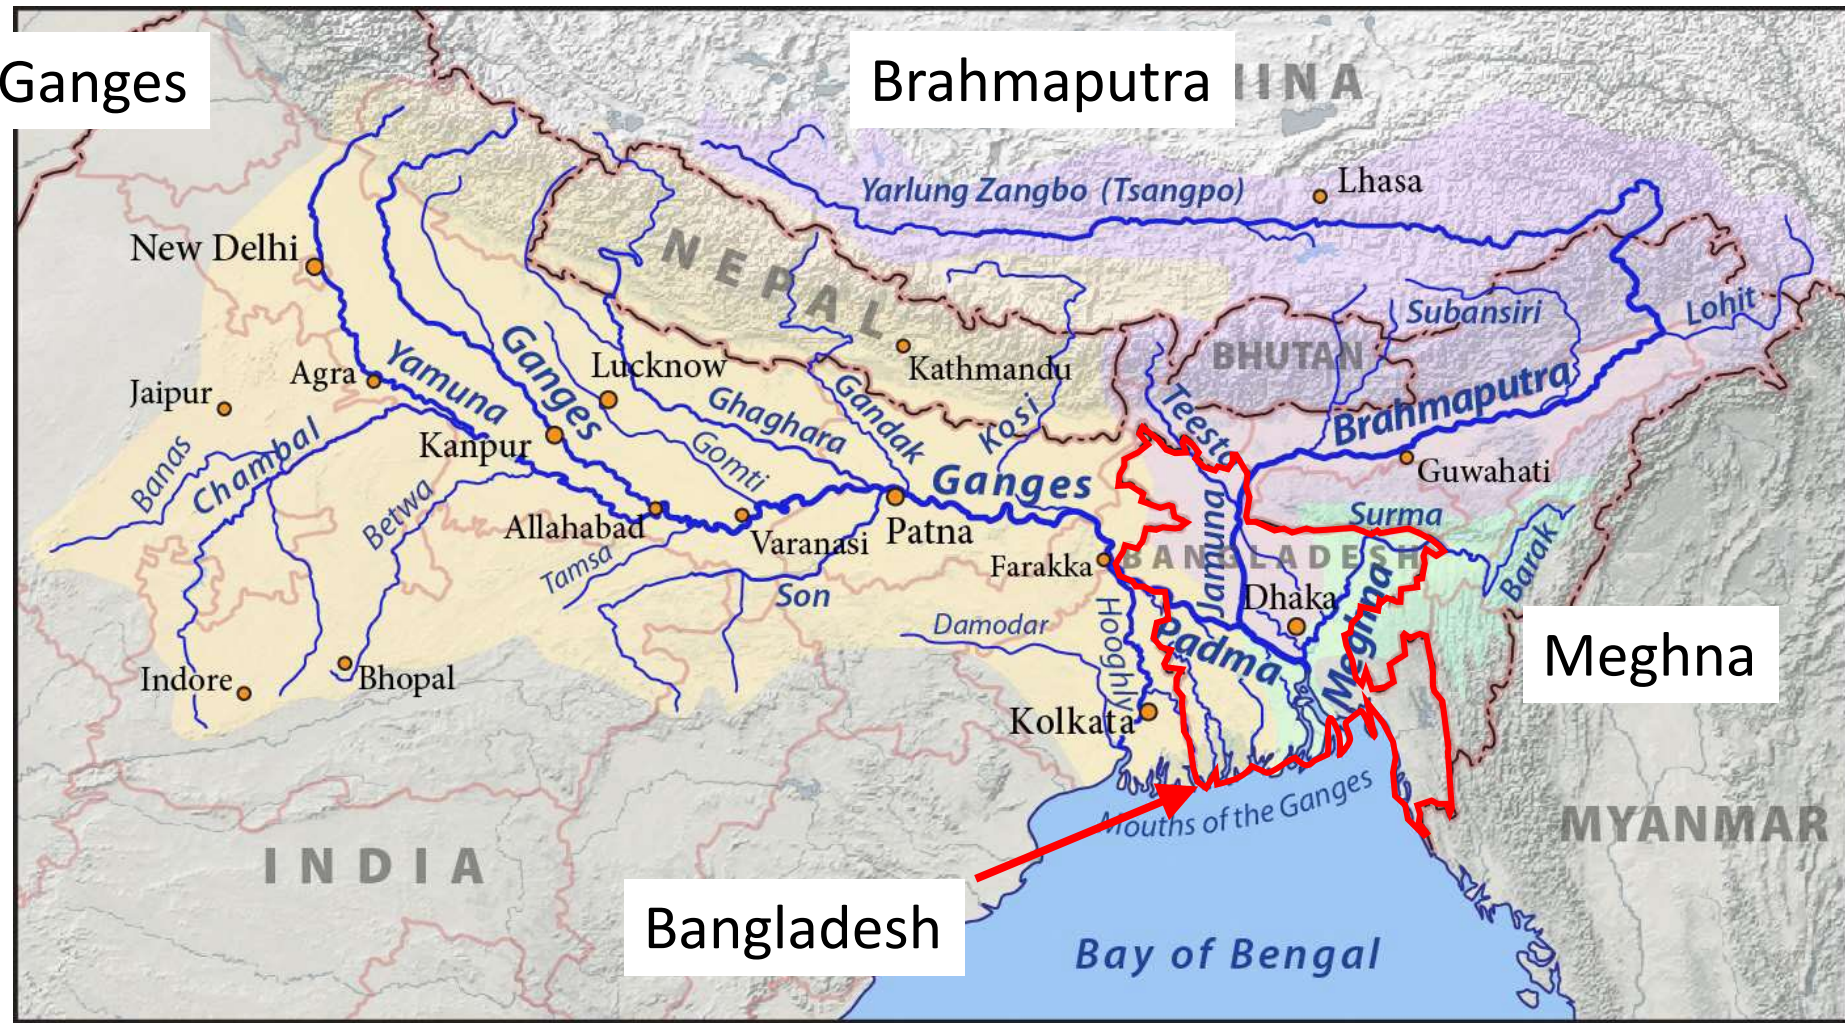 Ganges
Brahmaputra
HINA
Lhasa
Yarlung Zangbo (Tsangpo)
New Delhi
NEPAL
Subansiri
Lohit
Ganges
Lucknow
Kathmandu
BHUTAN
Teesta
Brahmaputra
Agra
Yamuna
Jaipur
Ghaghara
Gandak
Kosi
Chambal
Banas
Kanpur
Gomti
Ganges
Guwahati
Betwa
Allahabad
Varanasi
Patna
Jamuna
Surma
Tamsa
Farakka
BANGLADESH
Barak
Son
Hooghly
Dhaka
Meghna
Damodar
Padma
Meghna
Indore
Bhopal
Kolkata
Mouths of the Ganges
MYANMAR
INDIA
Bangladesh
Bay of Bengal